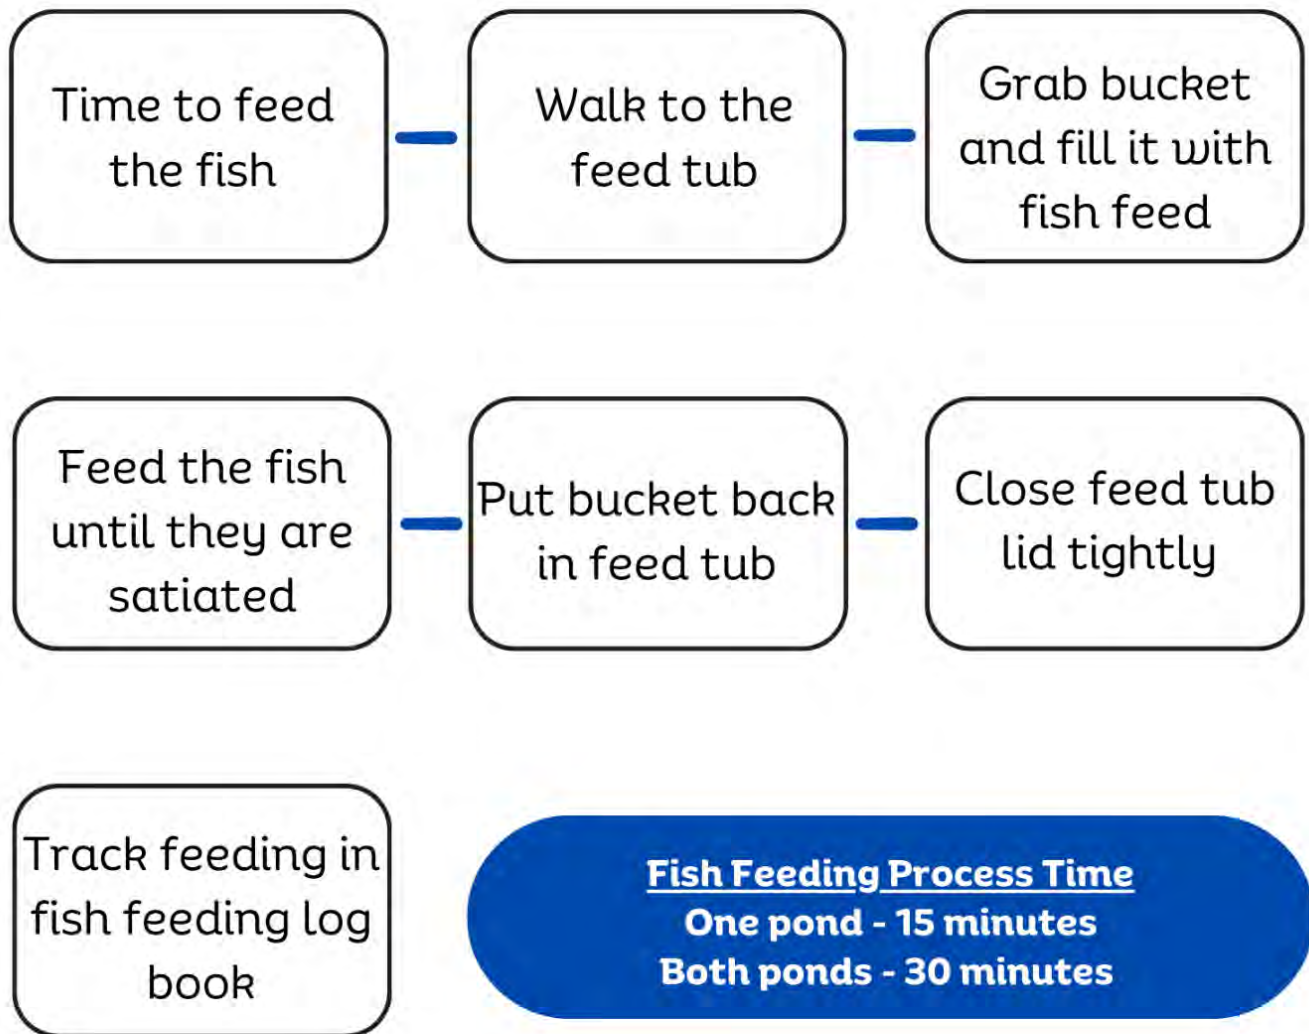 Time to feed
the fish
Walk to the
feed tub
Grab bucket
and fill it with
fish feed
Feed the fish
until they are
satiated
Put bucket back
in feed tub
Close feed tub
lid tightly
Track feeding in
fish feeding log
book
Fish Feeding Process Time
One pond - 15 minutes
Both ponds - 30 minutes